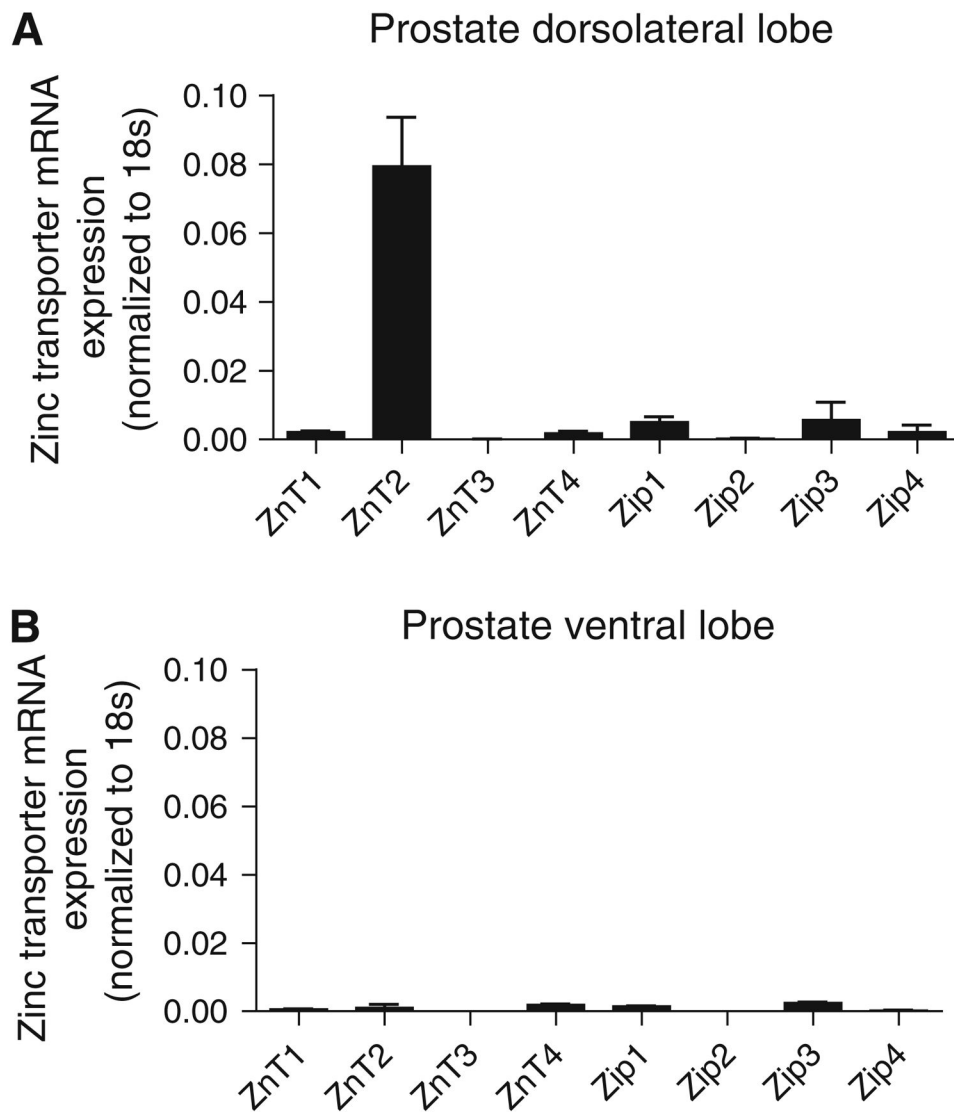 A
Prostate dorsolateral lobe
Zinc transporter mRNA
expression
(normalized to 18s)
0.10
0.08
0.06
0.04
0.02
0.00
ZnT1
ZnT2
ZnT3
ZnT4
Zip1
Zip2
Zip3
Zip4
B
Prostate ventral lobe
Zinc transporter mRNA
expression
(normalized to 18s)
0.10
0.08
0.06
0.04
0.02
0.00
ZnT1
ZnT2
ZnT3
ZnT4
Zip1
Zip2
Zip3
Zip4